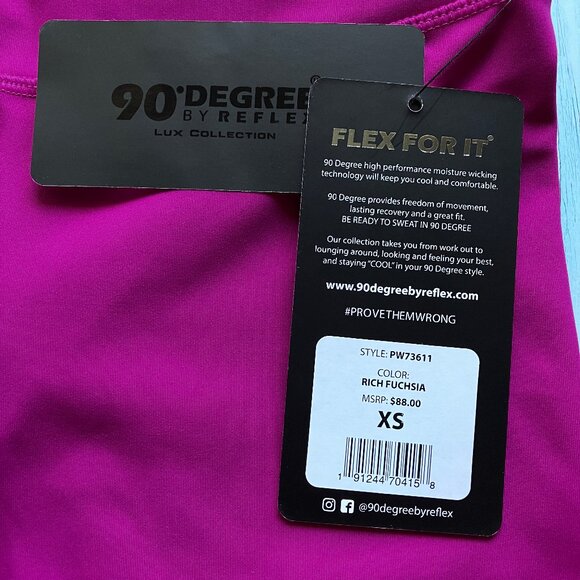 90°DEGREE
BY REFLEX
LUX COLLECTION
FLEX FOR IT®
90 Degree high performance moisture wicking
technology will keep you cool and comfortable.
90 Degree provides freedom of movement,
lasting recovery and a great fit.
BE READY TO SWEAT IN 90 DEGREE
Our collection takes you from work out to
lounging around, looking and feeling your best,
and staying "COOL" in your 90 Degree style.
www.90degreebyreflex.com
#PROVETHEMWRONG
STYLE: PW73611
COLOR:
RICH FUCHSIA
MSRP: $88.00
XS
1 91244 70415 8
@90degreebyreflex